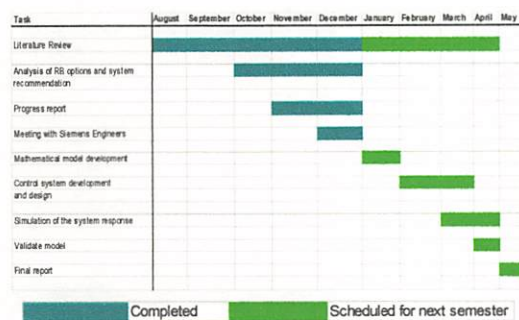 Task August September October November December January February March April May
Literature Review
Analysis of RB options and system
recommendation
Progress report
Meeting with Siemens Engineers
Mathematical model development
Control system development
and design
Simulation of the system response
Validate model
Final report
Completed Scheduled for next semester